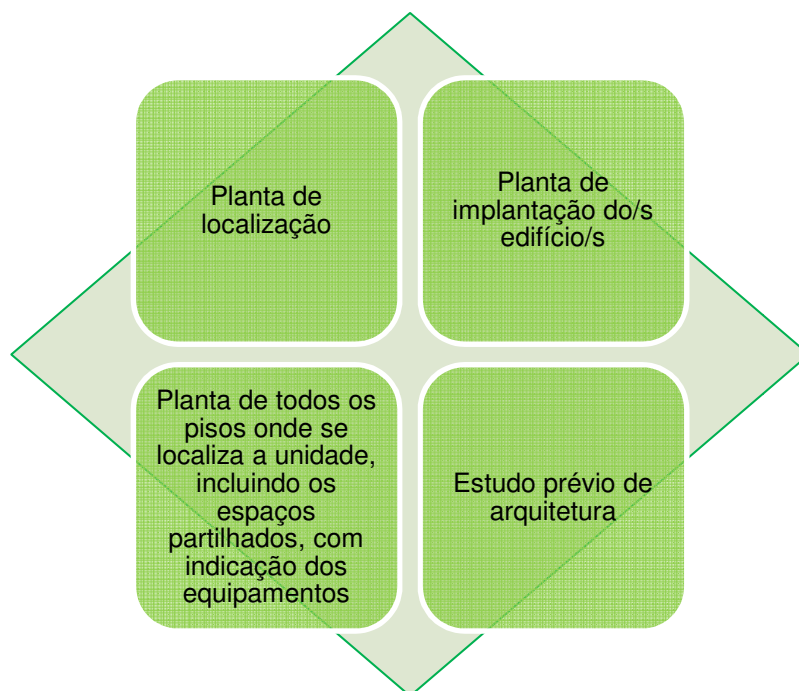 Planta de
localização
Planta de
implantação do/s
edifício/s
Planta de todos os
pisos onde se
localiza a unidade,
incluindo os
espaços
partilhados, com
indicação dos
equipamentos
Estudo prévio de
arquitetura